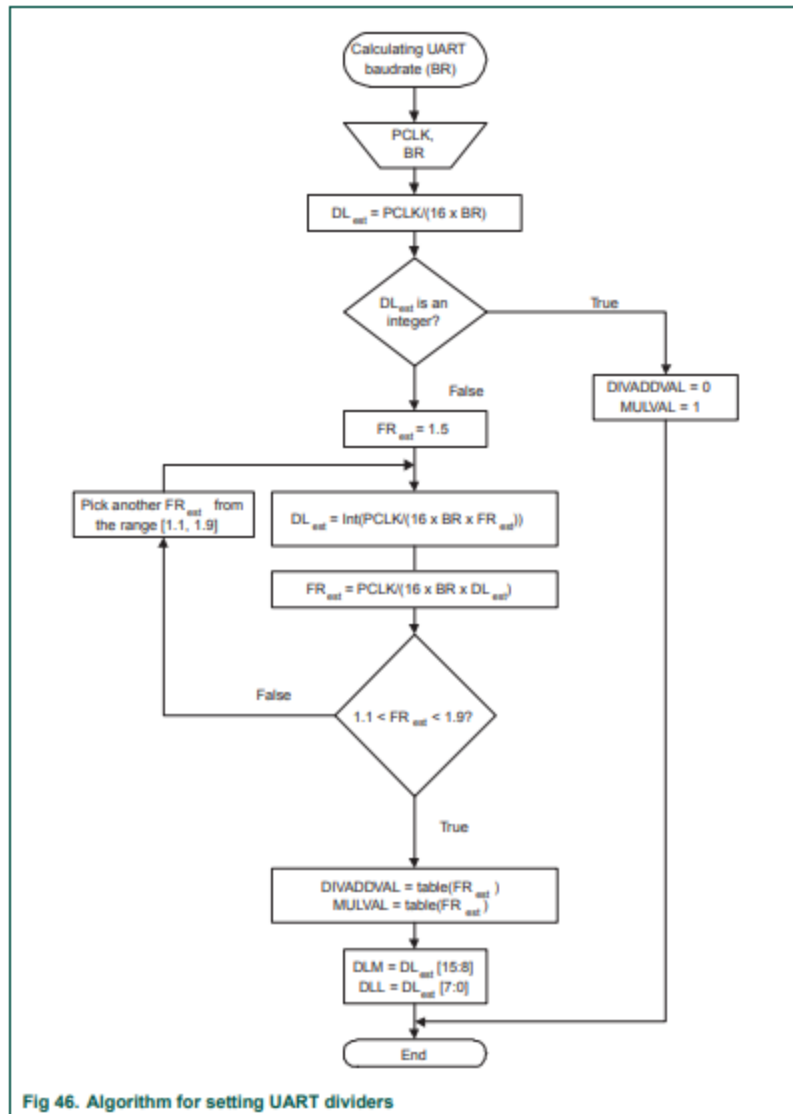 Calculating UART
baudrate (BR)
PCLK,
BR
DL est = PCLK/(16 x BR)
DL est is an
integer?
True
False
DIVADDVAL = 0
MULVAL = 1
FR est = 1.5
Pick another FR est from
the range [1.1, 1.9]
DL est = Int(PCLK/(16 x BR x FR est))
FR est = PCLK/(16 x BR x DL est)
False
1.1 < FR est < 1.9?
True
DIVADDVAL = table(FR est )
MULVAL = table(FR est )
DLM = DL est [15:8]
DLL = DL est [7:0]
End
Fig 46. Algorithm for setting UART dividers